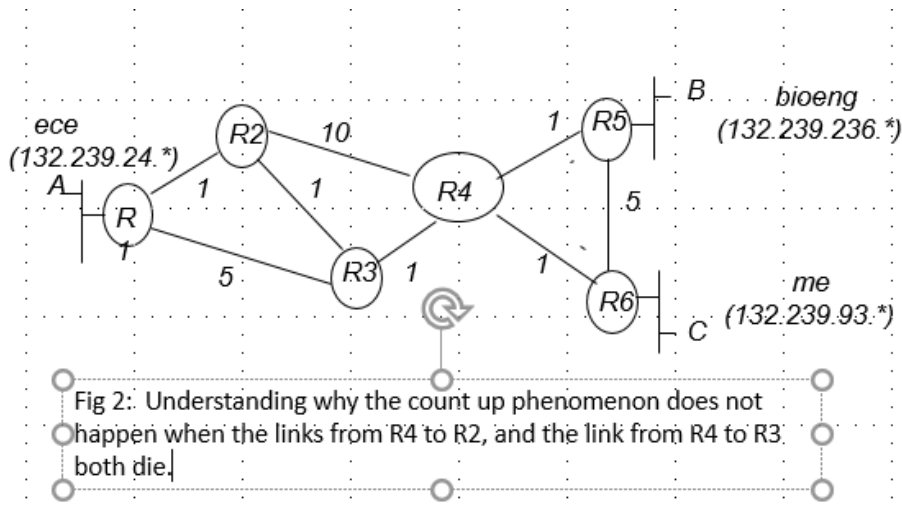 ece
(132.239.24.*)
A
R
1
R2
10
1
1
5
R3
1
R4
1
1
R5
5
R6
B
bioeng
(132.239.236.*)
me
(132.239.93.*)
C
Fig 2: Understanding why the count up phenomenon does not
happen when the links from R4 to R2, and the link from R4 to R3
both die.